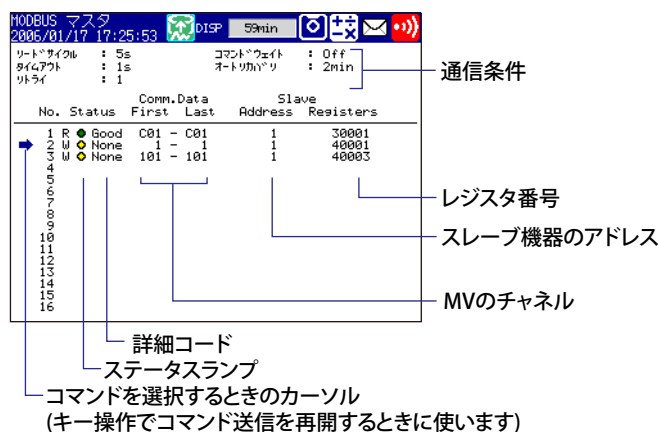 MODBUS マスタ
2006/01/17 17:25:53 DISP 59min
リードサイクル : 5s コマンドウェイト : Off
タイムアウト : 1s オートリカバリ : 2min
リトライ : 1
通信条件
Comm.Data Slave
No. Status First Last Address Registers
1 R Good C01 - C01 1 30001
2 W None 1 - 1 1 40001
3 W None 101 - 101 1 40003
4
5
6
7
8
9
10
11
12
13
14
15
16
レジスタ番号
スレーブ機器のアドレス
MVのチャネル
詳細コード
ステータスランプ
コマンドを選択するときのカーソル
(キー操作でコマンド送信を再開するときに使います)